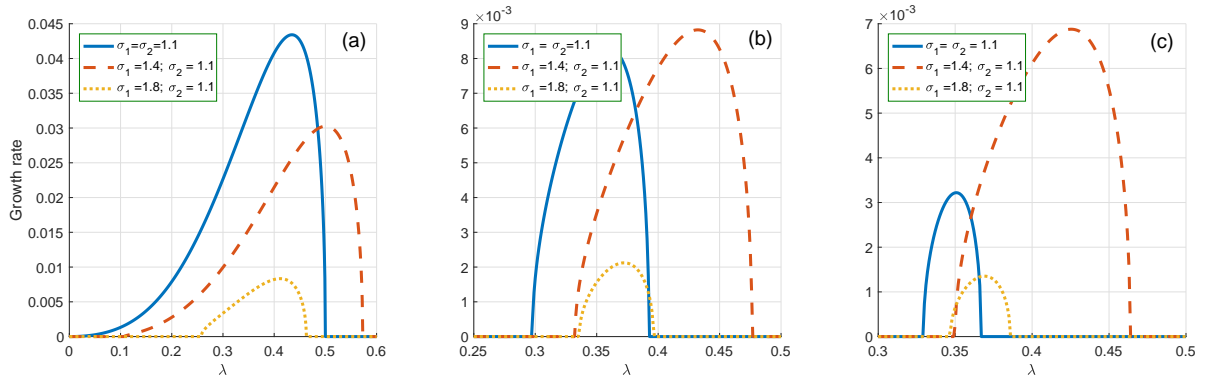 (a)
σ1=σ2=1.1
σ1 =1.4; σ2 = 1.1
σ1 =1.8; σ2 = 1.1
Growth rate
0.045
0.04
0.035
0.03
0.025
0.02
0.015
0.01
0.005
0
0 0.1 0.2 0.3 0.4 0.5 0.6
λ
×10-3
(b)
σ1 = σ2=1.1
σ1 =1.4; σ2 = 1.1
σ1 =1.8; σ2 = 1.1
9
8
7
6
5
4
3
2
1
0
0.25 0.3 0.35 0.4 0.45 0.5
λ
×10-3
(c)
σ1 = σ2 = 1.1
σ1 =1.4; σ2 = 1.1
σ1 =1.8; σ2 = 1.1
7
6
5
4
3
2
1
0
0.3 0.35 0.4 0.45 0.5
λ